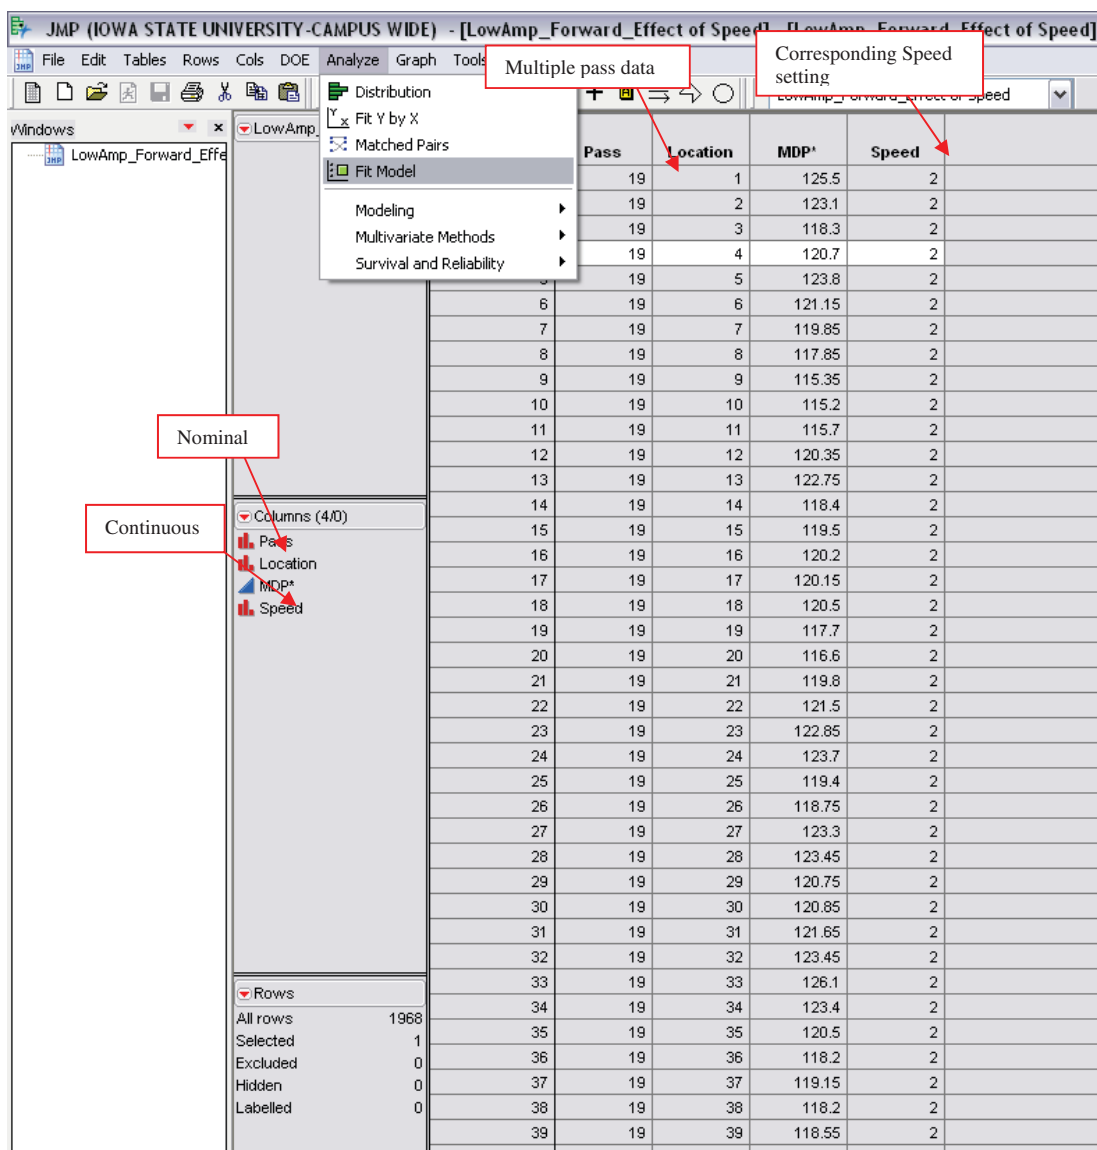 JMP (IOWA STATE UNIVERSITY-CAMPUS WIDE) - [LowAmp_Forward_Effect of Speed] - [LowAmp_Forward_Effect of Speed]
File Edit Tables Rows Cols DOE Analyze Graph Tools
Multiple pass data
Corresponding Speed
setting
LowAmp_Forward_Effect of Speed
Windows
LowAmp_Forward_Effe
LowAmp_
Distribution
Fit Y by X
Matched Pairs
Fit Model
Modeling
Multivariate Methods
Survival and Reliability
Nominal
Continuous
Columns (4/0)
Pass
Location
MDP*
Speed
Rows
All rows 1968
Selected 1
Excluded 0
Hidden 0
Labelled 0
Pass Location MDP* Speed
19 1 125.5 2
19 2 123.1 2
19 3 118.3 2
19 4 120.7 2
5 19 5 123.8 2
6 19 6 121.15 2
7 19 7 119.85 2
8 19 8 117.85 2
9 19 9 115.35 2
10 19 10 115.2 2
11 19 11 115.7 2
12 19 12 120.35 2
13 19 13 122.75 2
14 19 14 118.4 2
15 19 15 119.5 2
16 19 16 120.2 2
17 19 17 120.15 2
18 19 18 120.5 2
19 19 19 117.7 2
20 19 20 116.6 2
21 19 21 119.8 2
22 19 22 121.5 2
23 19 23 122.85 2
24 19 24 123.7 2
25 19 25 119.4 2
26 19 26 118.75 2
27 19 27 123.3 2
28 19 28 123.45 2
29 19 29 120.75 2
30 19 30 120.85 2
31 19 31 121.65 2
32 19 32 123.45 2
33 19 33 126.1 2
34 19 34 123.4 2
35 19 35 120.5 2
36 19 36 118.2 2
37 19 37 119.15 2
38 19 38 118.2 2
39 19 39 118.55 2